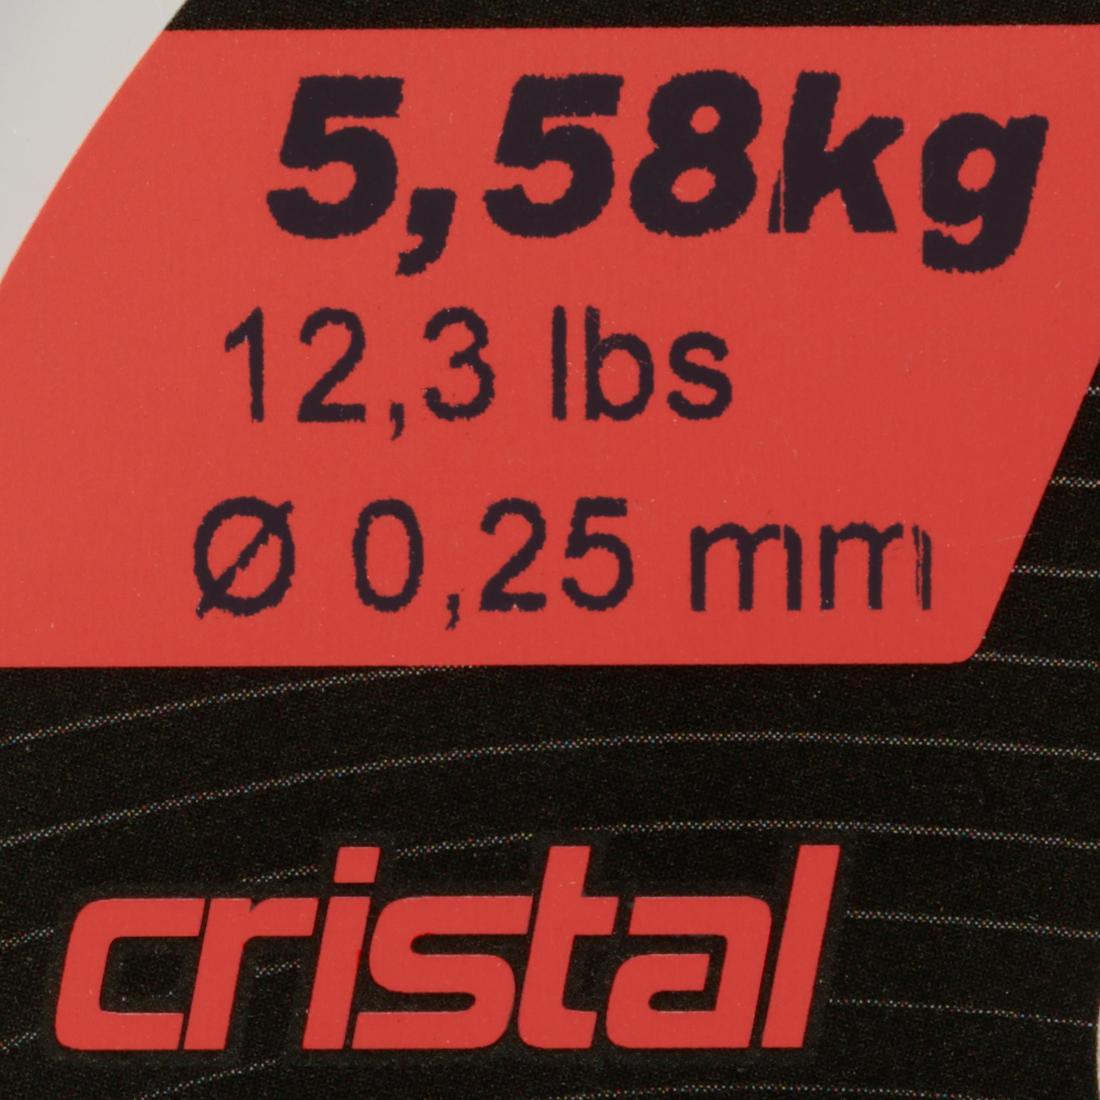 5,58kg
12,3 lbs
Ø 0,25 mm
cristal